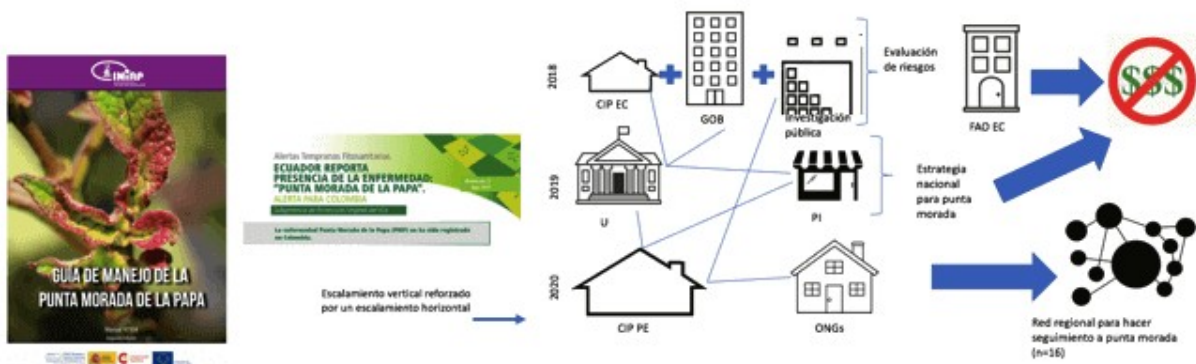 INIAP
GUÍA DE MANEJO DE LA
PUNTA MORADA DE LA PAPA
Alertas Tempranas Fitosanitarias.
ECUADOR REPORTA
PRESENCIA DE LA ENFERMEDAD:
"PUNTA MORADA DE LA PAPA".
ALERTA PARA COLOMBIA
La enfermedad Punta Morada de la Papa (PMP) no ha sido registrada
en Colombia.
Escalamiento vertical reforzado
por un escalamiento horizontal
2018
CIP EC
GOB
Investigación
pública
Evaluación
de riesgos
FAO EC
$$$
2019
U
PI
Estrategia
nacional
para punta
morada
2020
CIP PE
ONGs
Red regional para hacer
seguimiento a punta morada
(n=16)